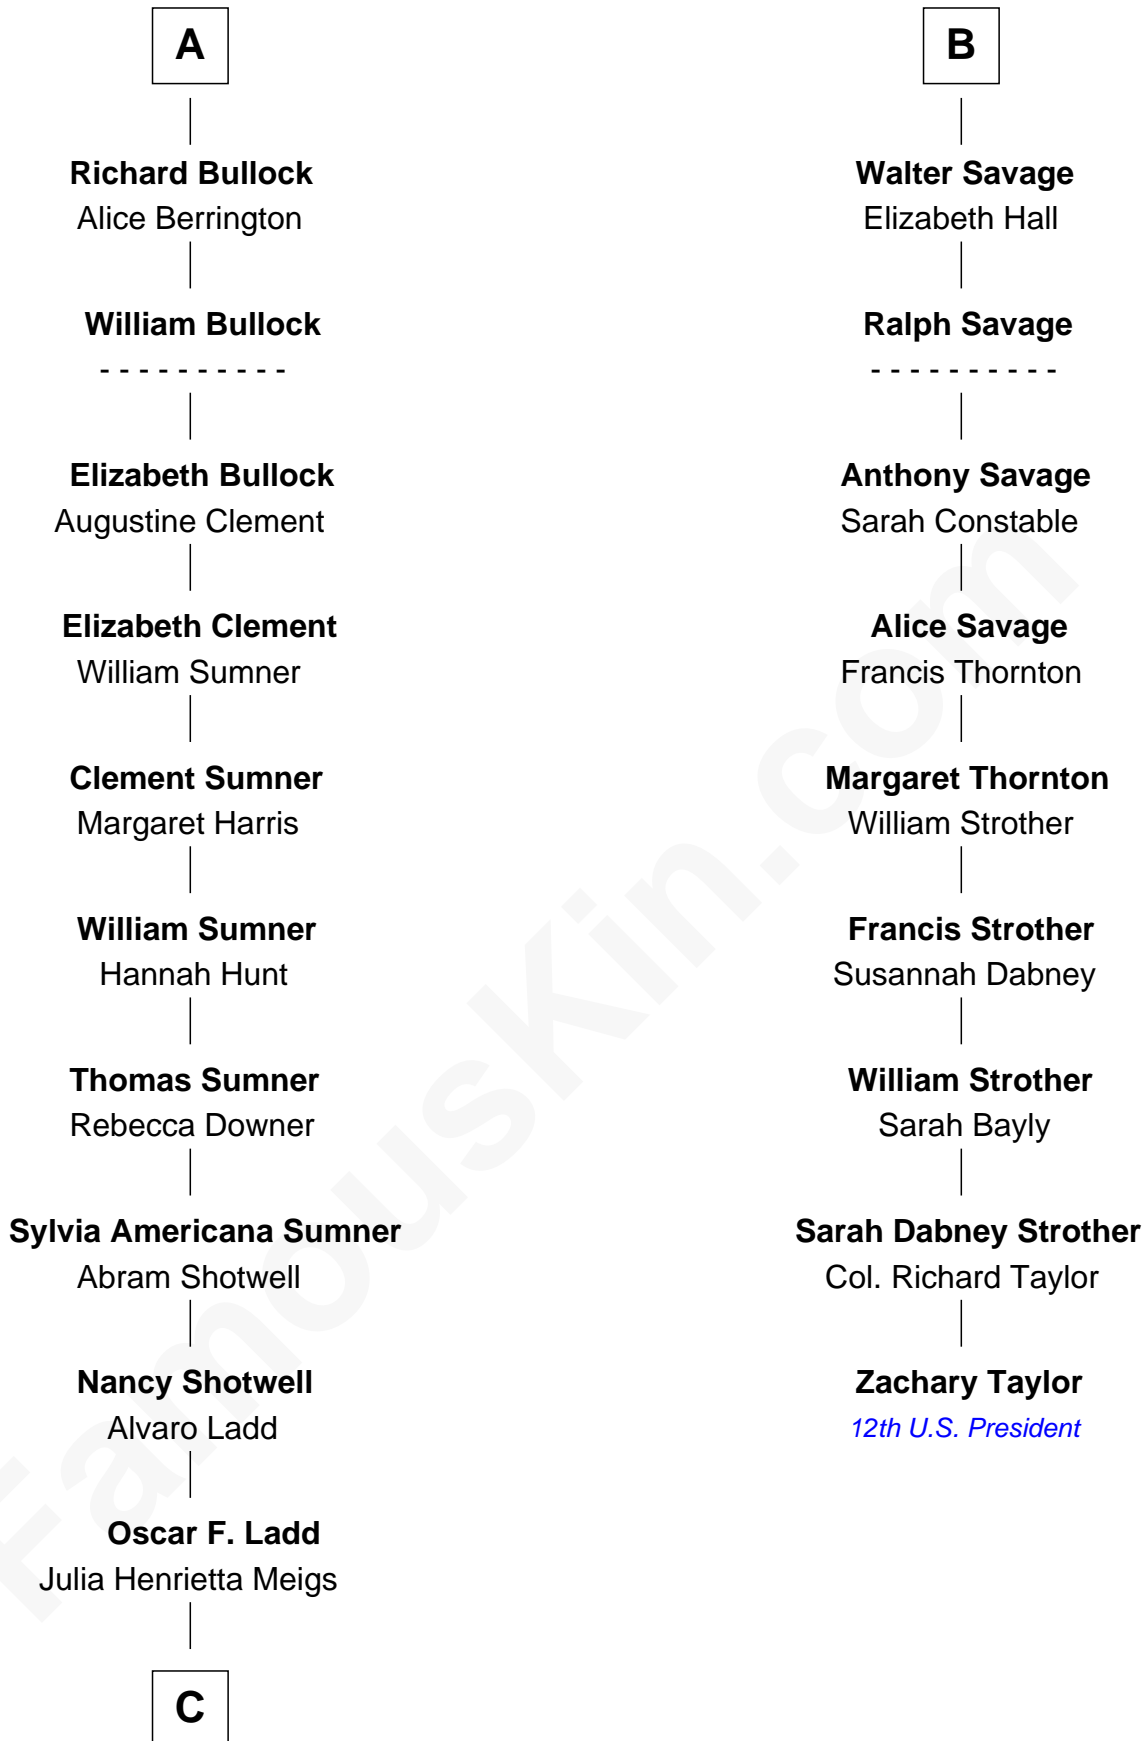 A
Richard Bullock
Alice Berrington
William Bullock
- - - - - - - - - -
Elizabeth Bullock
Augustine Clement
Elizabeth Clement
William Sumner
Clement Sumner
Margaret Harris
William Sumner
Hannah Hunt
Thomas Sumner
Rebecca Downer
Sylvia Americana Sumner
Abram Shotwell
Nancy Shotwell
Alvaro Ladd
Oscar F. Ladd
Julia Henrietta Meigs
C
B
Walter Savage
Elizabeth Hall
Ralph Savage
- - - - - - - - - -
Anthony Savage
Sarah Constable
Alice Savage
Francis Thornton
Margaret Thornton
William Strother
Francis Strother
Susannah Dabney
William Strother
Sarah Bayly
Sarah Dabney Strother
Col. Richard Taylor
Zachary Taylor
12th U.S. President
FamousKin.com